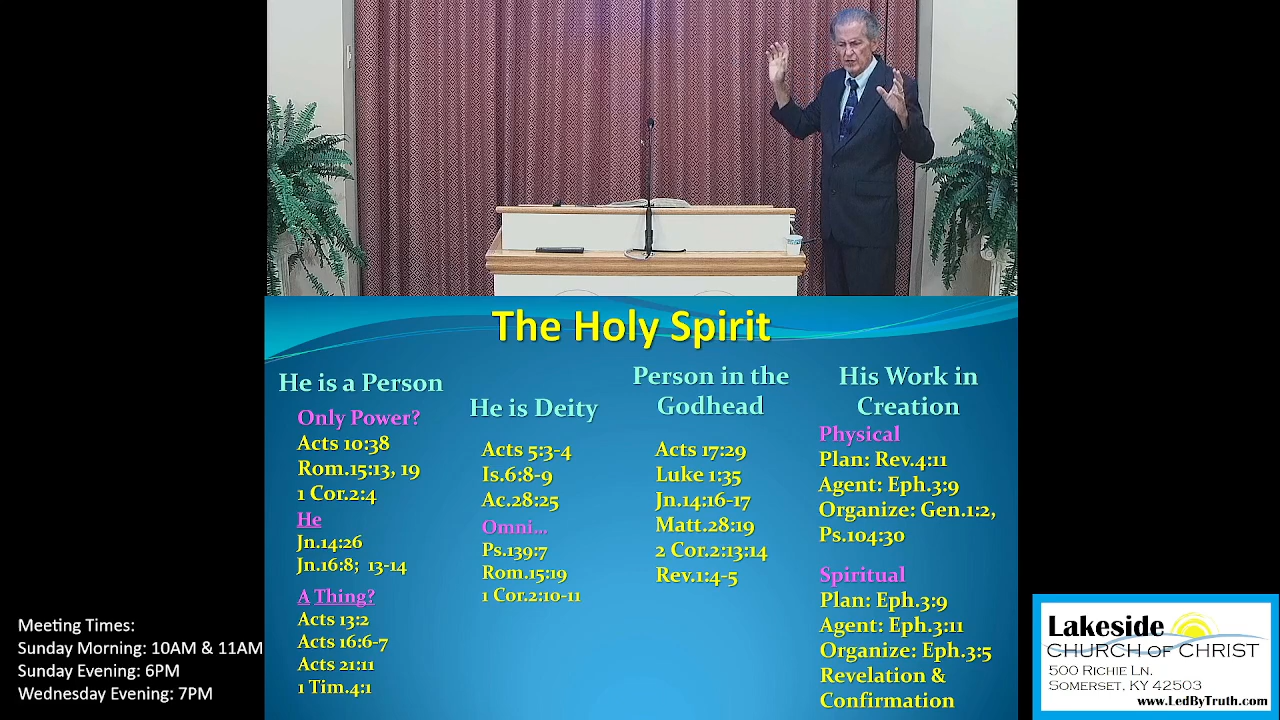 The Holy Spirit
He is a Person
Only Power?
Acts 10:38
Rom.15:13, 19
1 Cor.2:4
He
Jn.14:26
Jn.16:8; 13-14
A Thing?
Acts 13:2
Acts 16:6-7
Acts 21:11
1 Tim.4:1
He is Deity
Acts 5:3-4
Is.6:8-9
Ac.28:25
Omni...
Ps.139:7
Rom.15:19
1 Cor.2:10-11
Person in the
Godhead
Acts 17:29
Luke 1:35
Jn.14:16-17
Matt.28:19
2 Cor.2:13:14
Rev.1:4-5
His Work in
Creation
Physical
Plan: Rev.4:11
Agent: Eph.3:9
Organize: Gen.1:2,
Ps.104:30
Spiritual
Plan: Eph.3:9
Agent: Eph.3:11
Organize: Eph.3:5
Revelation &
Confirmation
Meeting Times:
Sunday Morning: 10AM & 11AM
Sunday Evening: 6PM
Wednesday Evening: 7PM
Lakeside
CHURCH OF CHRIST
500 RICHIE LN.
SOMERSET, KY 42503
www.LedByTruth.com